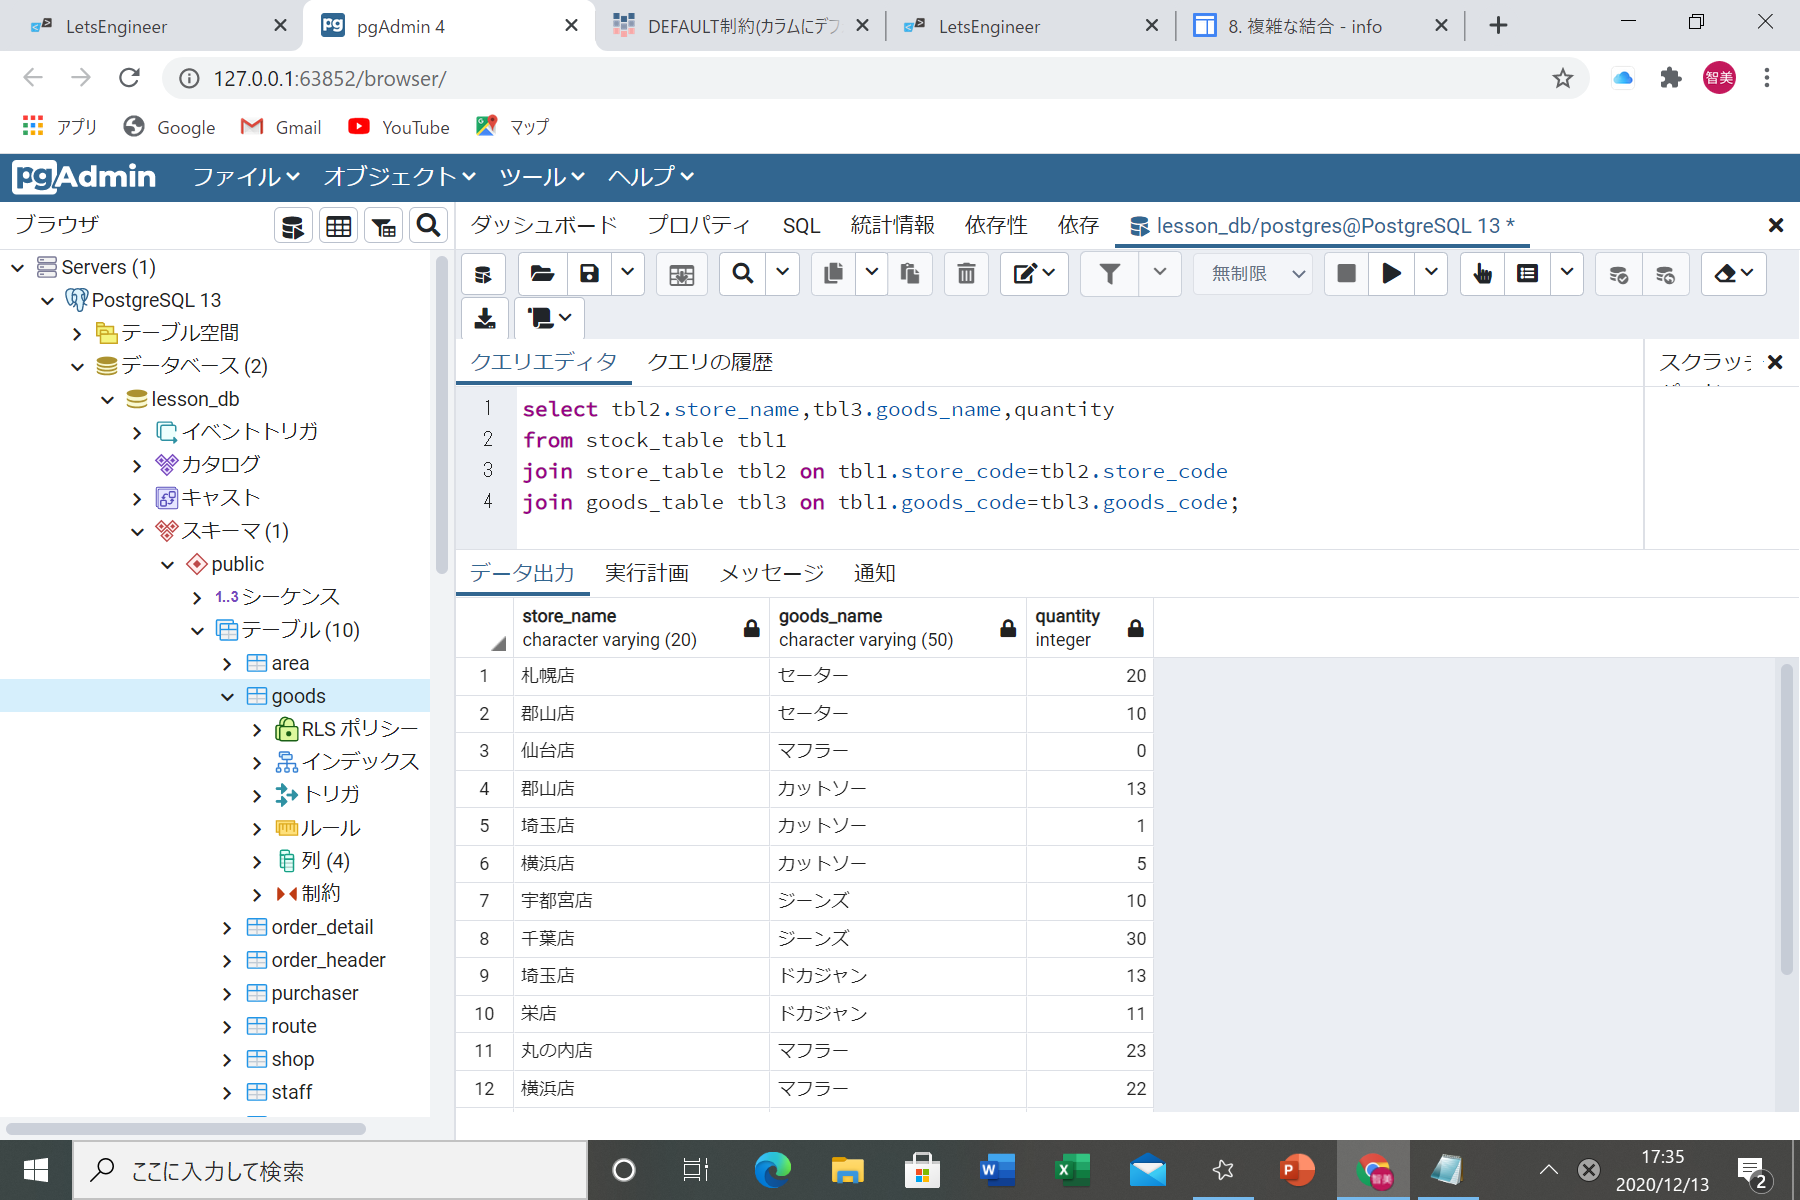 LetsEngineer
pgAdmin 4
DEFAULT制約(カラムにデフ
LetsEngineer
8. 複雑な結合 - info
127.0.0.1:63852/browser/
智美
アプリ
Google
Gmail
YouTube
マップ
pgAdmin
ファイル
オブジェクト
ツール
ヘルプ
ブラウザ
ダッシュボード
プロパティ
SQL
統計情報
依存性
依存
lesson_db/postgres@PostgreSQL 13 *
Servers (1)
PostgreSQL 13
テーブル空間
データベース (2)
lesson_db
イベントトリガ
カタログ
キャスト
スキーマ (1)
public
1..3 シーケンス
テーブル (10)
area
goods
RLS ポリシー
インデックス
トリガ
ルール
列 (4)
制約
order_detail
order_header
purchaser
route
shop
staff
無制限
クエリエディタ
クエリの履歴
スクラッチ
1 select tbl2.store_name,tbl3.goods_name,quantity
2 from stock_table tbl1
3 join store_table tbl2 on tbl1.store_code=tbl2.store_code
4 join goods_table tbl3 on tbl1.goods_code=tbl3.goods_code;
データ出力
実行計画
メッセージ
通知
store_name
character varying (20)
goods_name
character varying (50)
quantity
integer
1 札幌店 セーター 20
2 郡山店 セーター 10
3 仙台店 マフラー 0
4 郡山店 カットソー 13
5 埼玉店 カットソー 1
6 横浜店 カットソー 5
7 宇都宮店 ジーンズ 10
8 千葉店 ジーンズ 30
9 埼玉店 ドカジャン 13
10 栄店 ドカジャン 11
11 丸の内店 マフラー 23
12 横浜店 マフラー 22
ここに入力して検索
智美
17:35
2020/12/13
2